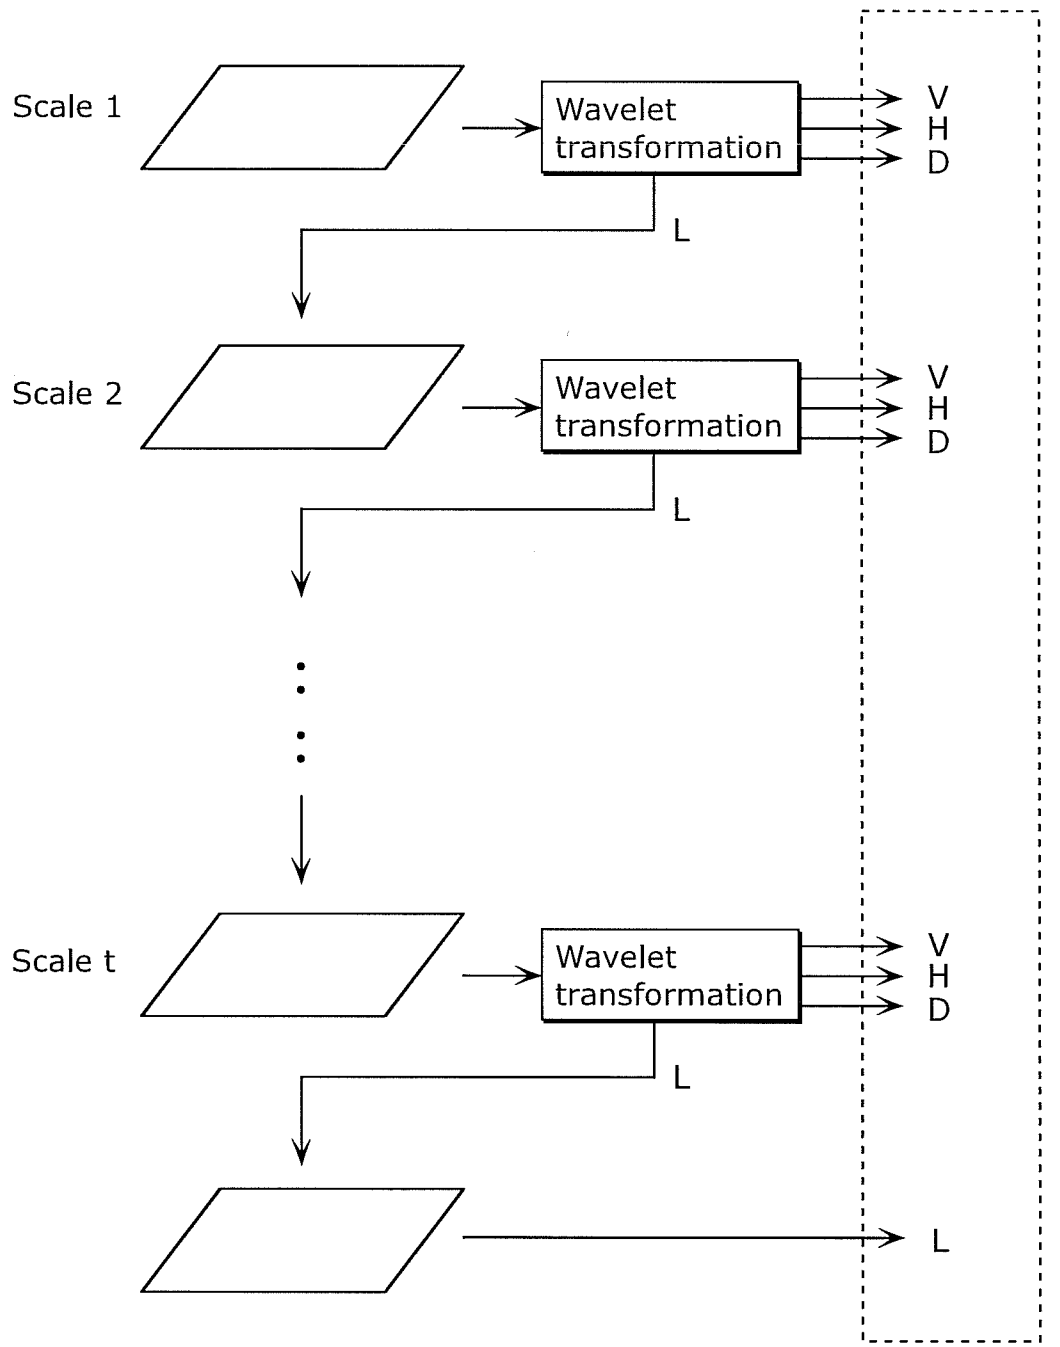 Scale 1
Wavelet
transformation
V
H
D
L
Scale 2
Wavelet
transformation
V
H
D
L
Scale t
Wavelet
transformation
V
H
D
L
L